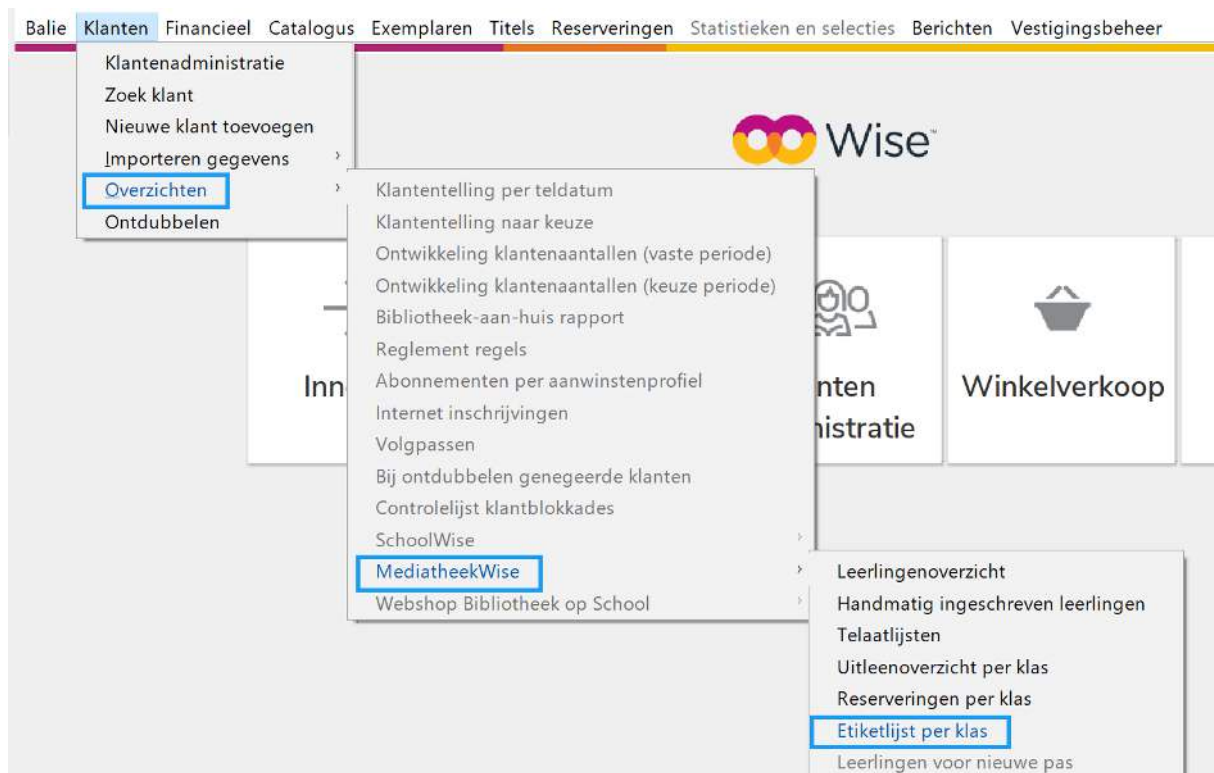 Balie Klanten Financieel Catalogus Exemplaren Titels Reserveringen Statistieken en selecties Berichten Vestigingsbeheer
Klantenadministratie
Zoek klant
Nieuwe klant toevoegen
Importeren gegevens
Overzichten
Ontdubbelen
Wise™
Klantentelling per teldatum
Klantentelling naar keuze
Ontwikkeling klantenaantallen (vaste periode)
Ontwikkeling klantenaantallen (keuze periode)
Bibliotheek-aan-huis rapport
Reglement regels
Abonnementen per aanwinstenprofiel
Internet inschrijvingen
Volgpassen
Bij ontdubbelen genegeerde klanten
Controlelijst klantblokkades
SchoolWise
MediatheekWise
Webshop Bibliotheek op School
Inn
nten
nistratie
Winkelverkoop
Leerlingenoverzicht
Handmatig ingeschreven leerlingen
Telaatlijsten
Uitleenoverzicht per klas
Reserveringen per klas
Etiketlijst per klas
Leerlingen voor nieuwe pas